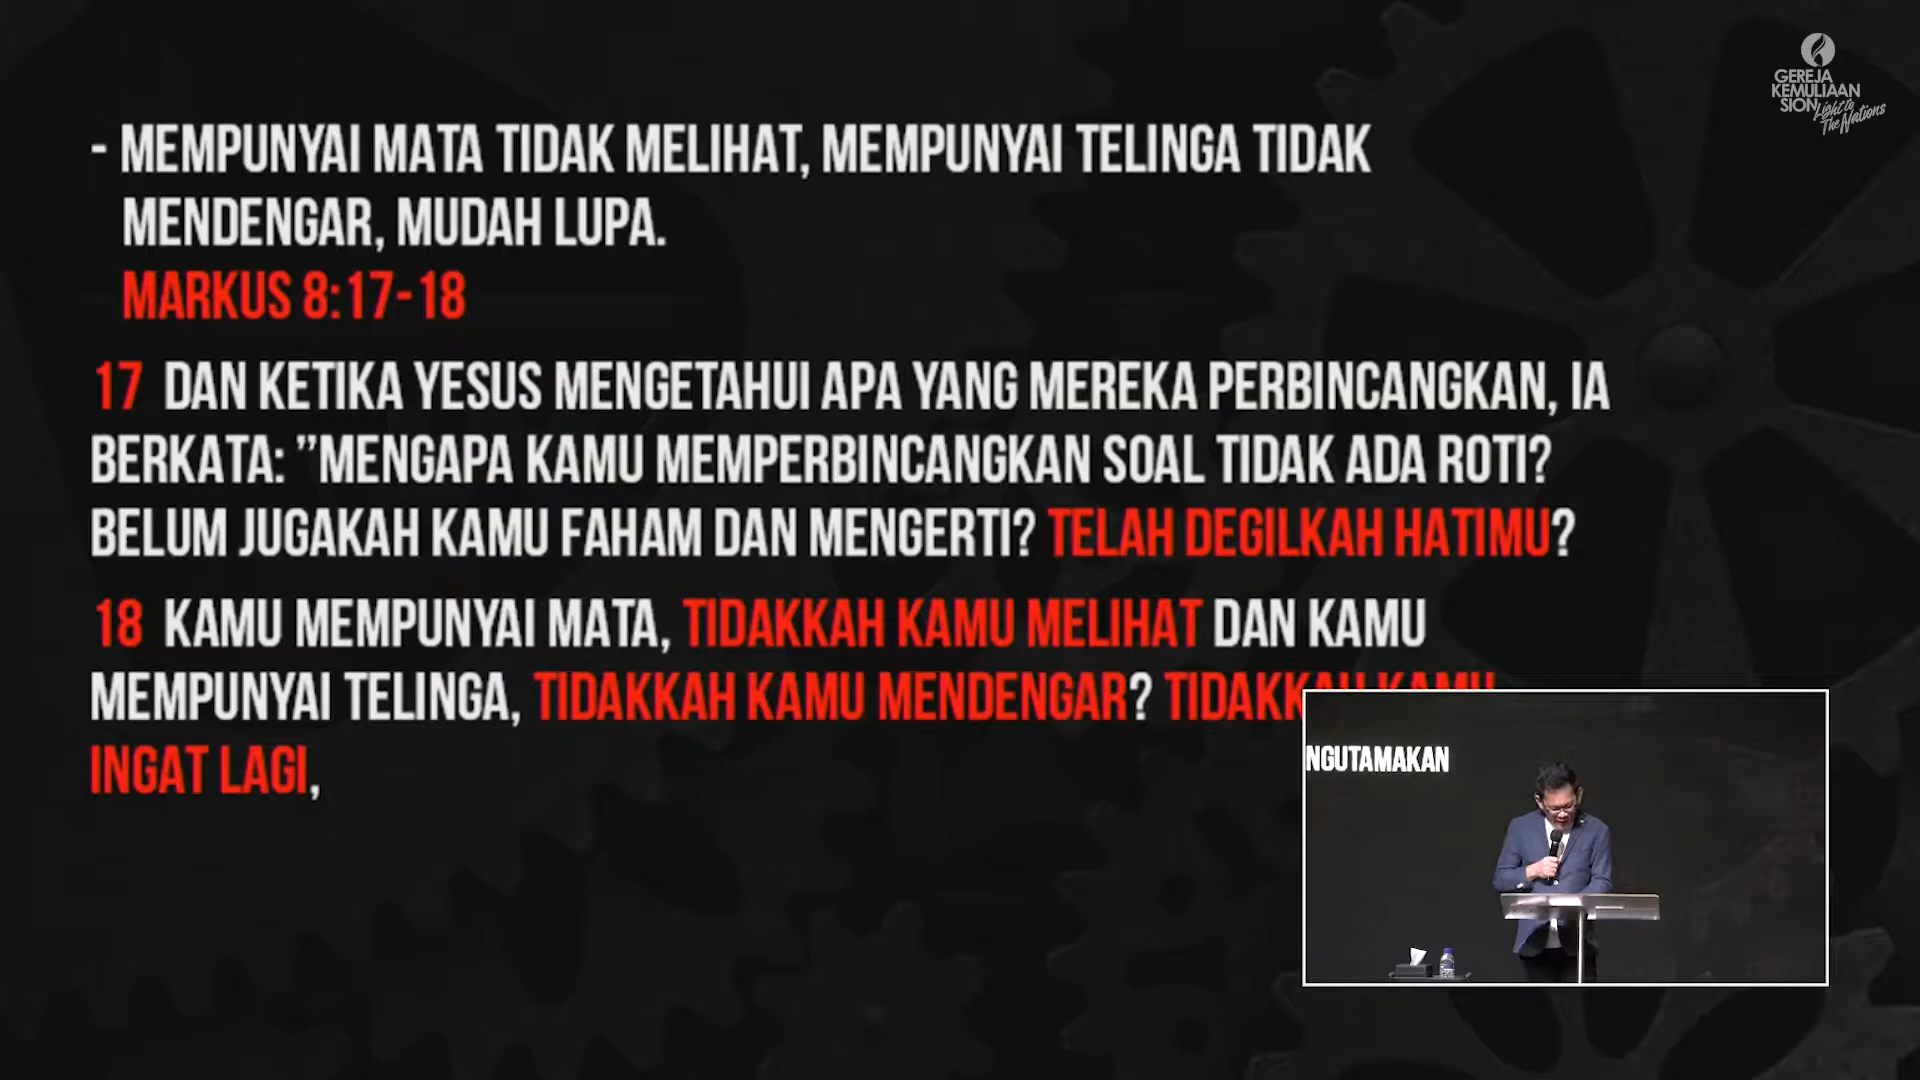 GEREJA
KEMULIAAN
SION Light to
The Nations
- MEMPUNYAI MATA TIDAK MELIHAT, MEMPUNYAI TELINGA TIDAK
MENDENGAR, MUDAH LUPA.
MARKUS 8:17-18
17 DAN KETIKA YESUS MENGETAHUI APA YANG MEREKA PERBINCANGKAN, IA
BERKATA: ”MENGAPA KAMU MEMPERBINCANGKAN SOAL TIDAK ADA ROTI?
BELUM JUGAKAH KAMU FAHAM DAN MENGERTI? TELAH DEGILKAH HATIMU?
18 KAMU MEMPUNYAI MATA, TIDAKKAH KAMU MELIHAT DAN KAMU
MEMPUNYAI TELINGA, TIDAKKAH KAMU MENDENGAR? TIDAKKAH KAMU
INGAT LAGI,
NGUTAMAKAN